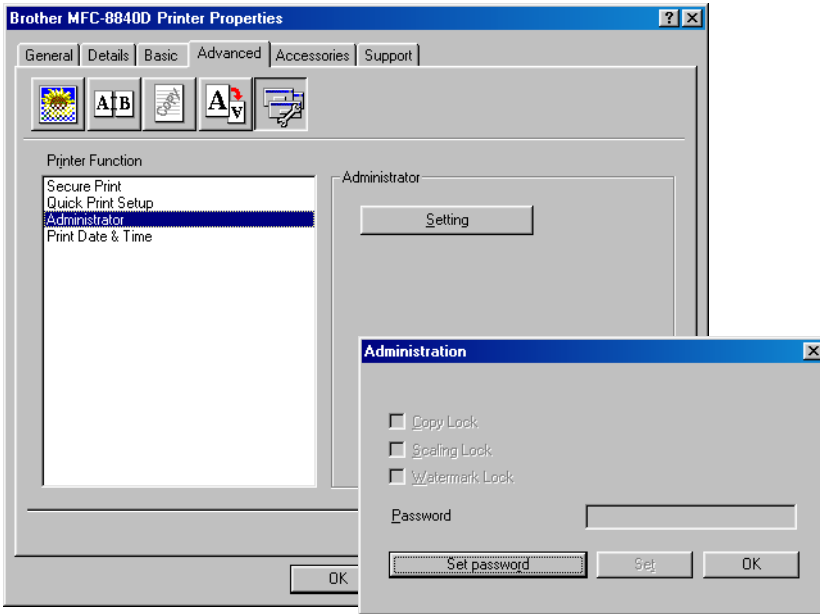 Brother MFC-8840D Printer Properties
General Details Basic Advanced Accessories Support
A B
A A
Printer Function
Secure Print
Quick Print Setup
Administrator
Print Date & Time
Administrator
Setting
OK
Administration
Copy Lock
Scaling Lock
Watermark Lock
Password
Set password Set OK